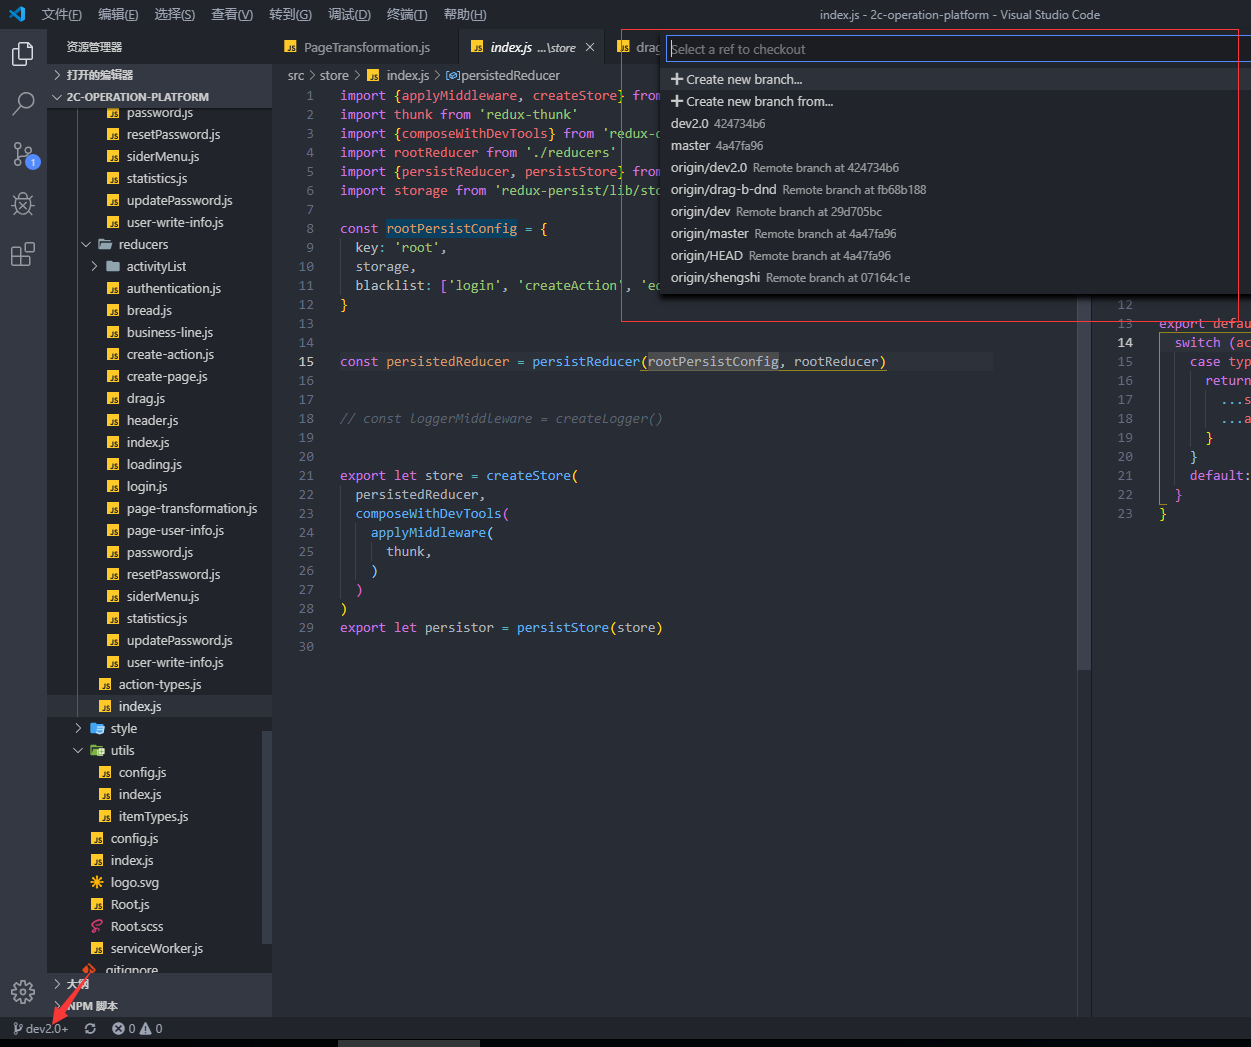 文件(F) 编辑(E) 选择(S) 查看(V) 转到(G) 调试(D) 终端(T) 帮助(H)
index.js - 2c-operation-platform - Visual Studio Code
资源管理器
打开的编辑器
2C-OPERATION-PLATFORM
password.js
resetPassword.js
siderMenu.js
statistics.js
updatePassword.js
user-write-info.js
reducers
activityList
authentication.js
bread.js
business-line.js
create-action.js
create-page.js
drag.js
header.js
index.js
loading.js
login.js
page-transformation.js
page-user-info.js
password.js
resetPassword.js
siderMenu.js
statistics.js
updatePassword.js
user-write-info.js
action-types.js
index.js
style
utils
config.js
index.js
itemTypes.js
config.js
index.js
logo.svg
Root.js
Root.scss
serviceWorker.js
.gitignore
大纲
NPM 脚本
1
PageTransformation.js
index.js ...\store
drag
src > store > index.js > persistedReducer
1 import {applyMiddleware, createStore} from
2 import thunk from 'redux-thunk'
3 import {composeWithDevTools} from 'redux-d
4 import rootReducer from './reducers'
5 import {persistReducer, persistStore} from
6 import storage from 'redux-persist/lib/sto
7
8 const rootPersistConfig = {
9 key: 'root',
10 storage,
11 blacklist: ['login', 'createAction', 'ed
12 }
13
14
15 const persistedReducer = persistReducer(rootPersistConfig, rootReducer)
16
17
18 // const loggerMiddleware = createLogger()
19
20
21 export let store = createStore(
22 persistedReducer,
23 composeWithDevTools(
24 applyMiddleware(
25 thunk,
26 )
27 )
28 )
29 export let persistor = persistStore(store)
30
Select a ref to checkout
Create new branch...
Create new branch from...
dev2.0 424734b6
master 4a47fa96
origin/dev2.0 Remote branch at 424734b6
origin/drag-b-dnd Remote branch at fb68b188
origin/dev Remote branch at 29d705bc
origin/master Remote branch at 4a47fa96
origin/HEAD Remote branch at 4a47fa96
origin/shengshi Remote branch at 07164c1e
12
13 export defau
14 switch (ac
15 case typ
16 return
17 ...s
18 ...a
19 }
20 }
21 default:
22 }
23 }
dev2.0+ 0 0